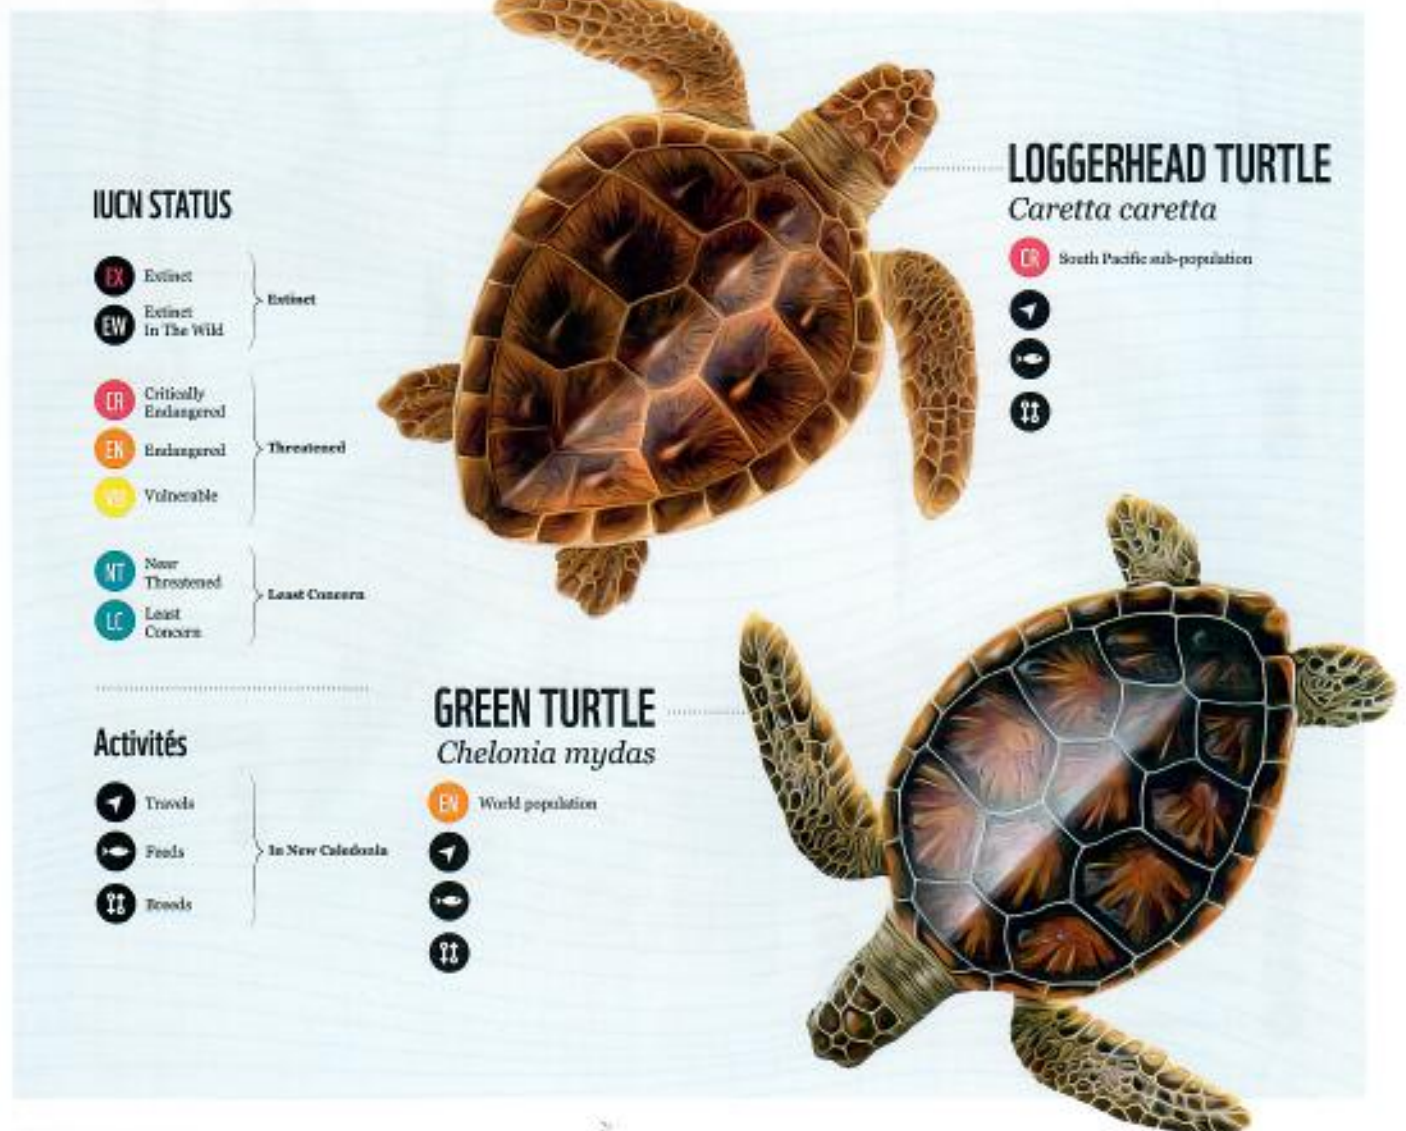 LOGGERHEAD TURTLE
Caretta caretta
CR South Pacific sub-population
IUCN STATUS
EX Extinct
EW Extinct
In The Wild
Extinct
CR Critically
Endangered
EN Endangered
VU Vulnerable
Threatened
NT Near
Threatened
LC Least
Concern
Least Concern
GREEN TURTLE
Chelonia mydas
EN World population
Activités
Travels
Feeds
Breeds
In New Caledonia